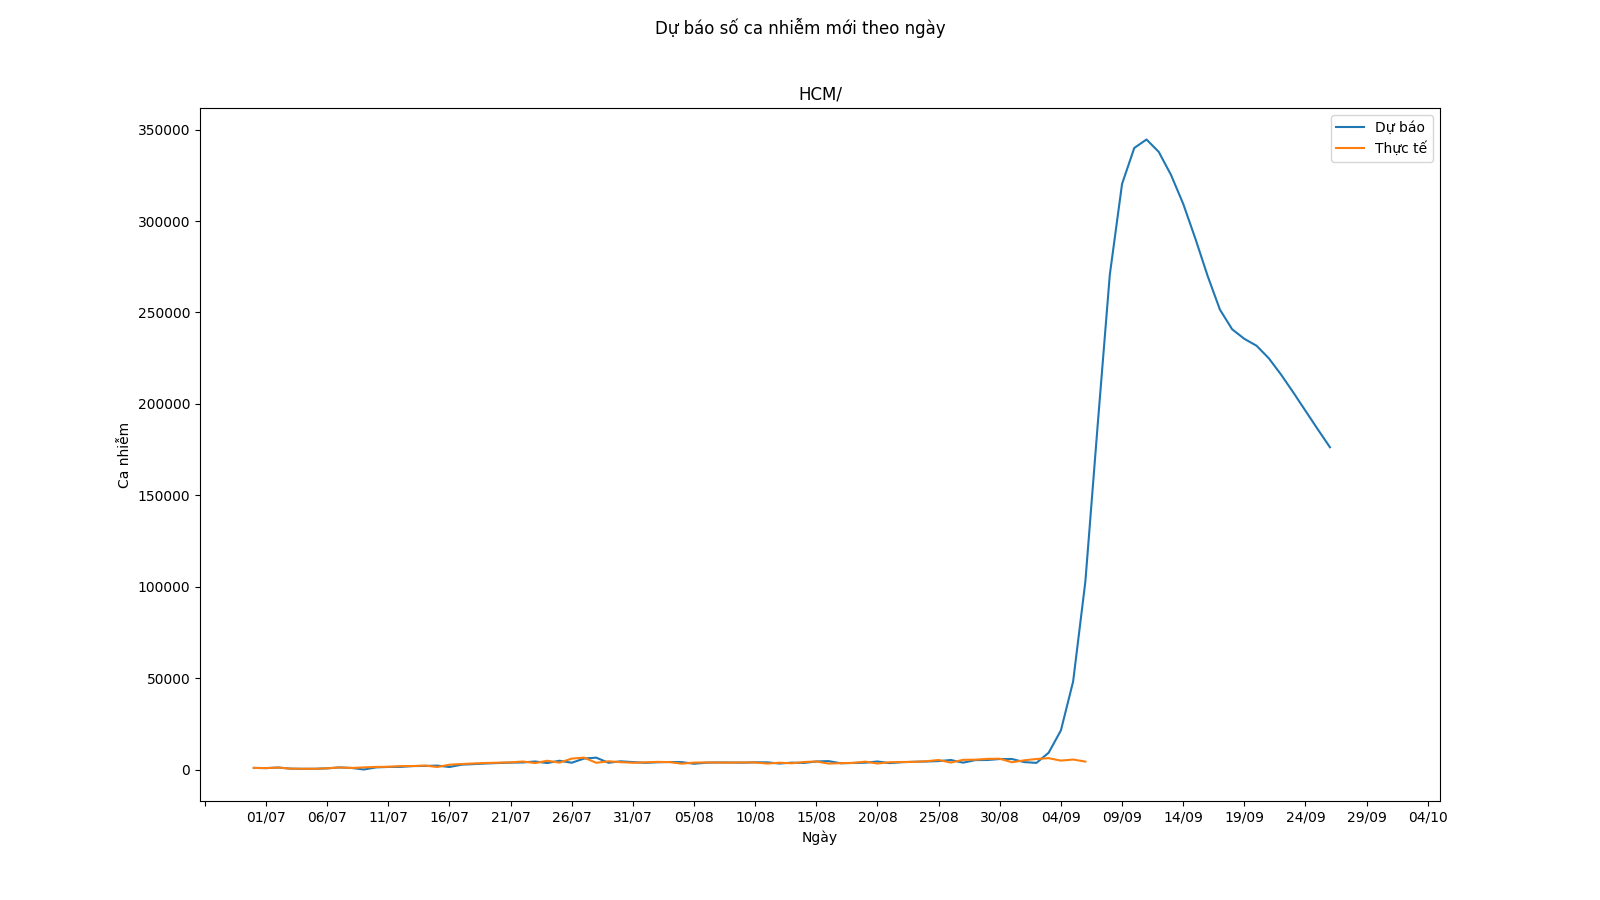 Dự báo số ca nhiễm mới theo ngày
HCM/
Dự báo
Thực tế
350000
300000
250000
200000
150000
100000
50000
0
Ca nhiễm
01/07 06/07 11/07 16/07 21/07 26/07 31/07 05/08 10/08 15/08 20/08 25/08 30/08 04/09 09/09 14/09 19/09 24/09 29/09 04/10
Ngày